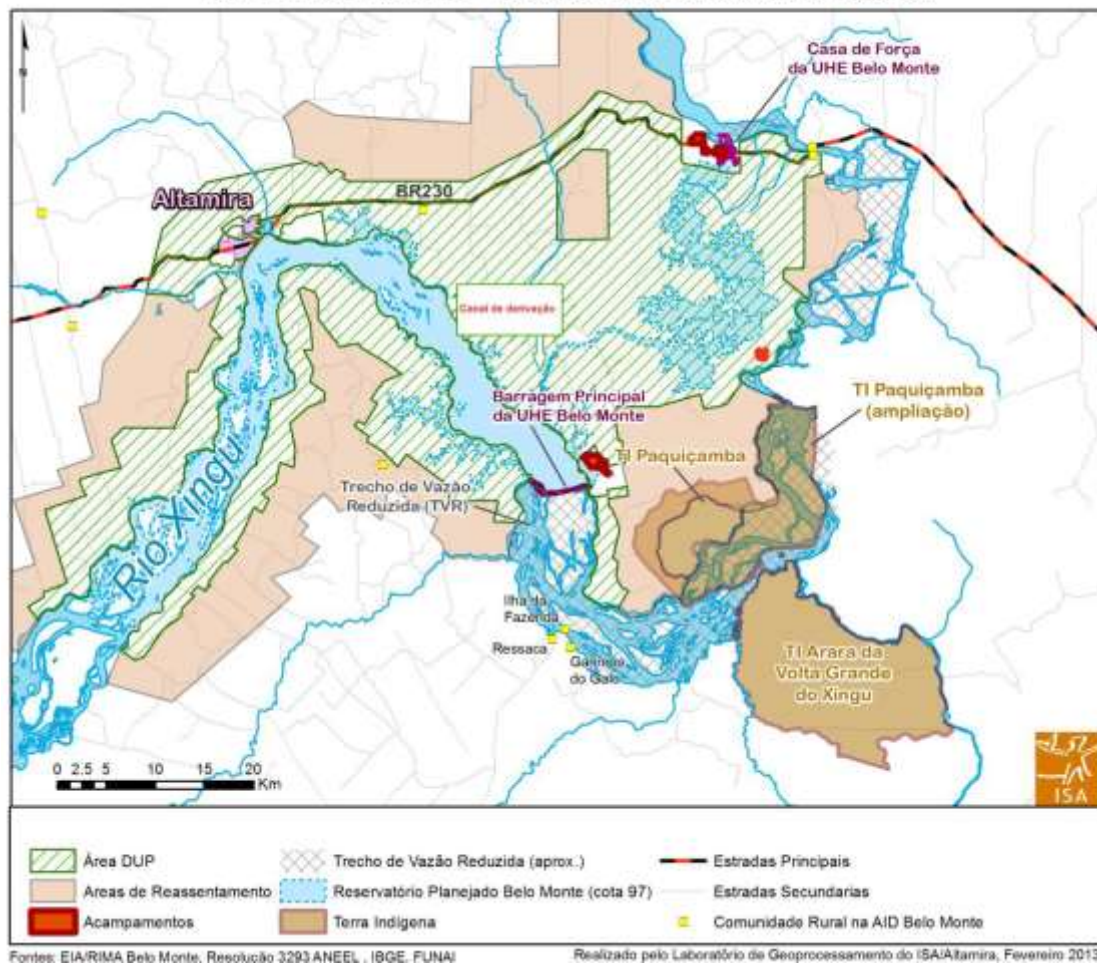 N
Casa de Força
da UHE Belo Monte
BR230
Altamira
Canal de derivação
TI Paquiçamba
(ampliação)
Barragem Principal
da UHE Belo Monte
TI Paquiçamba
Trecho de Vazão
Reduzida (TVR)
Rio Xingu
Ilha da
Fazenda
Ressaca
do Galo
TI Arara da
Volta Grande
do Xingu
0 2.5 5 10 15 20
Km
ISA
Área DUP
Areas de Reassentamento
Acampamentos
Trecho de Vazão Reduzida (aprox.)
Reservatório Planejado Belo Monte (cota 97)
Terra Indígena
Estradas Principais
Estradas Secundarias
Comunidade Rural na AID Belo Monte
Fontes: EIA/RIMA Belo Monte, Resolução 3293 ANEEL , IBGE, FUNAI
Realizado pelo Laboratório de Geoprocessamento do ISA/Altamira, Fevereiro 2013